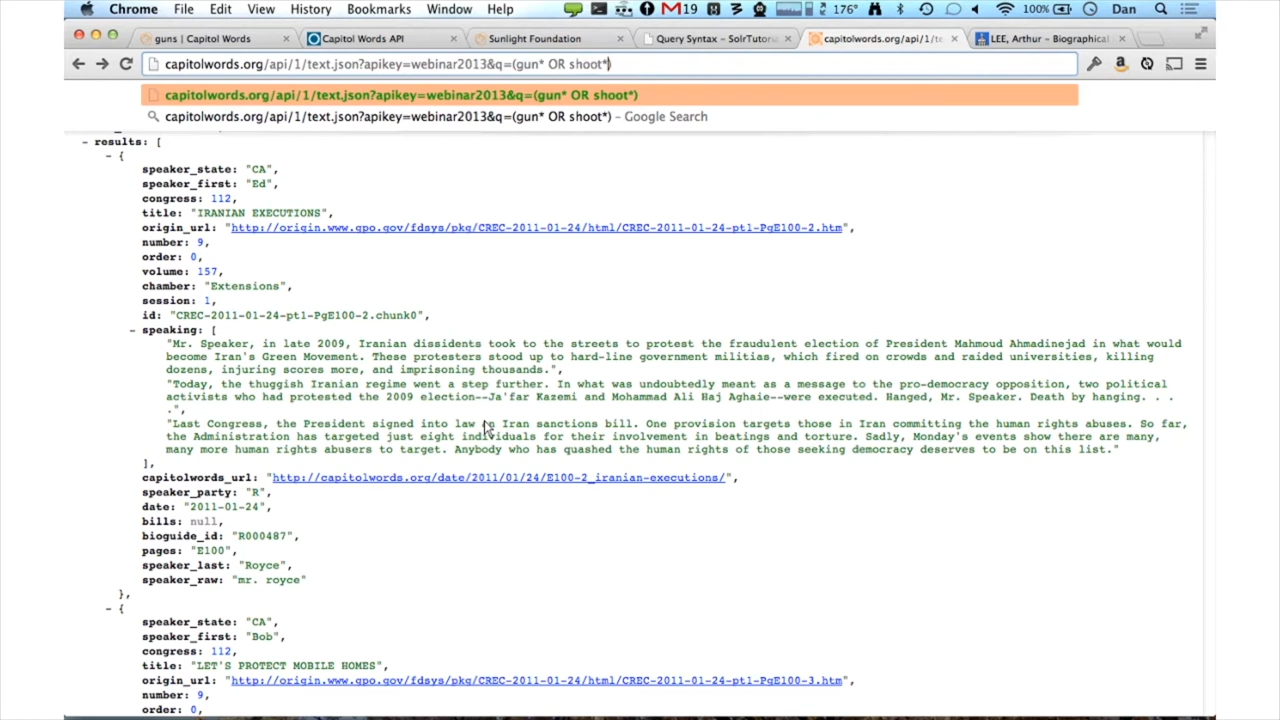 Chrome File Edit View History Bookmarks Window Help 19 176° 100% Dan
guns | Capitol Words × Capitol Words API × Sunlight Foundation × Query Syntax - SolrTutoria × capitolwords.org/api/1/te × LEE, Arthur - Biographical ×
capitolwords.org/api/1/text.json?apikey=webinar2013&q=(gun* OR shoot*)
capitolwords.org/api/1/text.json?apikey=webinar2013&q=(gun* OR shoot*)
capitolwords.org/api/1/text.json?apikey=webinar2013&q=(gun* OR shoot*) - Google Search
- results: [
- {
speaker_state: "CA",
speaker_first: "Ed",
congress: 112,
title: "IRANIAN EXECUTIONS",
origin_url: "http://origin.www.gpo.gov/fdsys/pkg/CREC-2011-01-24/html/CREC-2011-01-24-pt1-PgE100-2.htm",
number: 9,
order: 0,
volume: 157,
chamber: "Extensions",
session: 1,
id: "CREC-2011-01-24-pt1-PgE100-2.chunk0",
- speaking: [
"Mr. Speaker, in late 2009, Iranian dissidents took to the streets to protest the fraudulent election of President Mahmoud Ahmadinejad in what would
become Iran's Green Movement. These protesters stood up to hard-line government militias, which fired on crowds and raided universities, killing
dozens, injuring scores more, and imprisoning thousands.",
"Today, the thuggish Iranian regime went a step further. In what was undoubtedly meant as a message to the pro-democracy opposition, two political
activists who had protested the 2009 election--Ja'far Kazemi and Mohammad Ali Haj Aghaie--were executed. Hanged, Mr. Speaker. Death by hanging. . .
.",
"Last Congress, the President signed into law an Iran sanctions bill. One provision targets those in Iran committing the human rights abuses. So far,
the Administration has targeted just eight individuals for their involvement in beatings and torture. Sadly, Monday's events show there are many,
many more human rights abusers to target. Anybody who has quashed the human rights of those seeking democracy deserves to be on this list."
],
capitolwords_url: "http://capitolwords.org/date/2011/01/24/E100-2_iranian-executions/",
speaker_party: "R",
date: "2011-01-24",
bills: null,
bioguide_id: "R000487",
pages: "E100",
speaker_last: "Royce",
speaker_raw: "mr. royce"
},
- {
speaker_state: "CA",
speaker_first: "Bob",
congress: 112,
title: "LET'S PROTECT MOBILE HOMES",
origin_url: "http://origin.www.gpo.gov/fdsys/pkg/CREC-2011-01-24/html/CREC-2011-01-24-pt1-PgE100-3.htm",
number: 9,
order: 0,